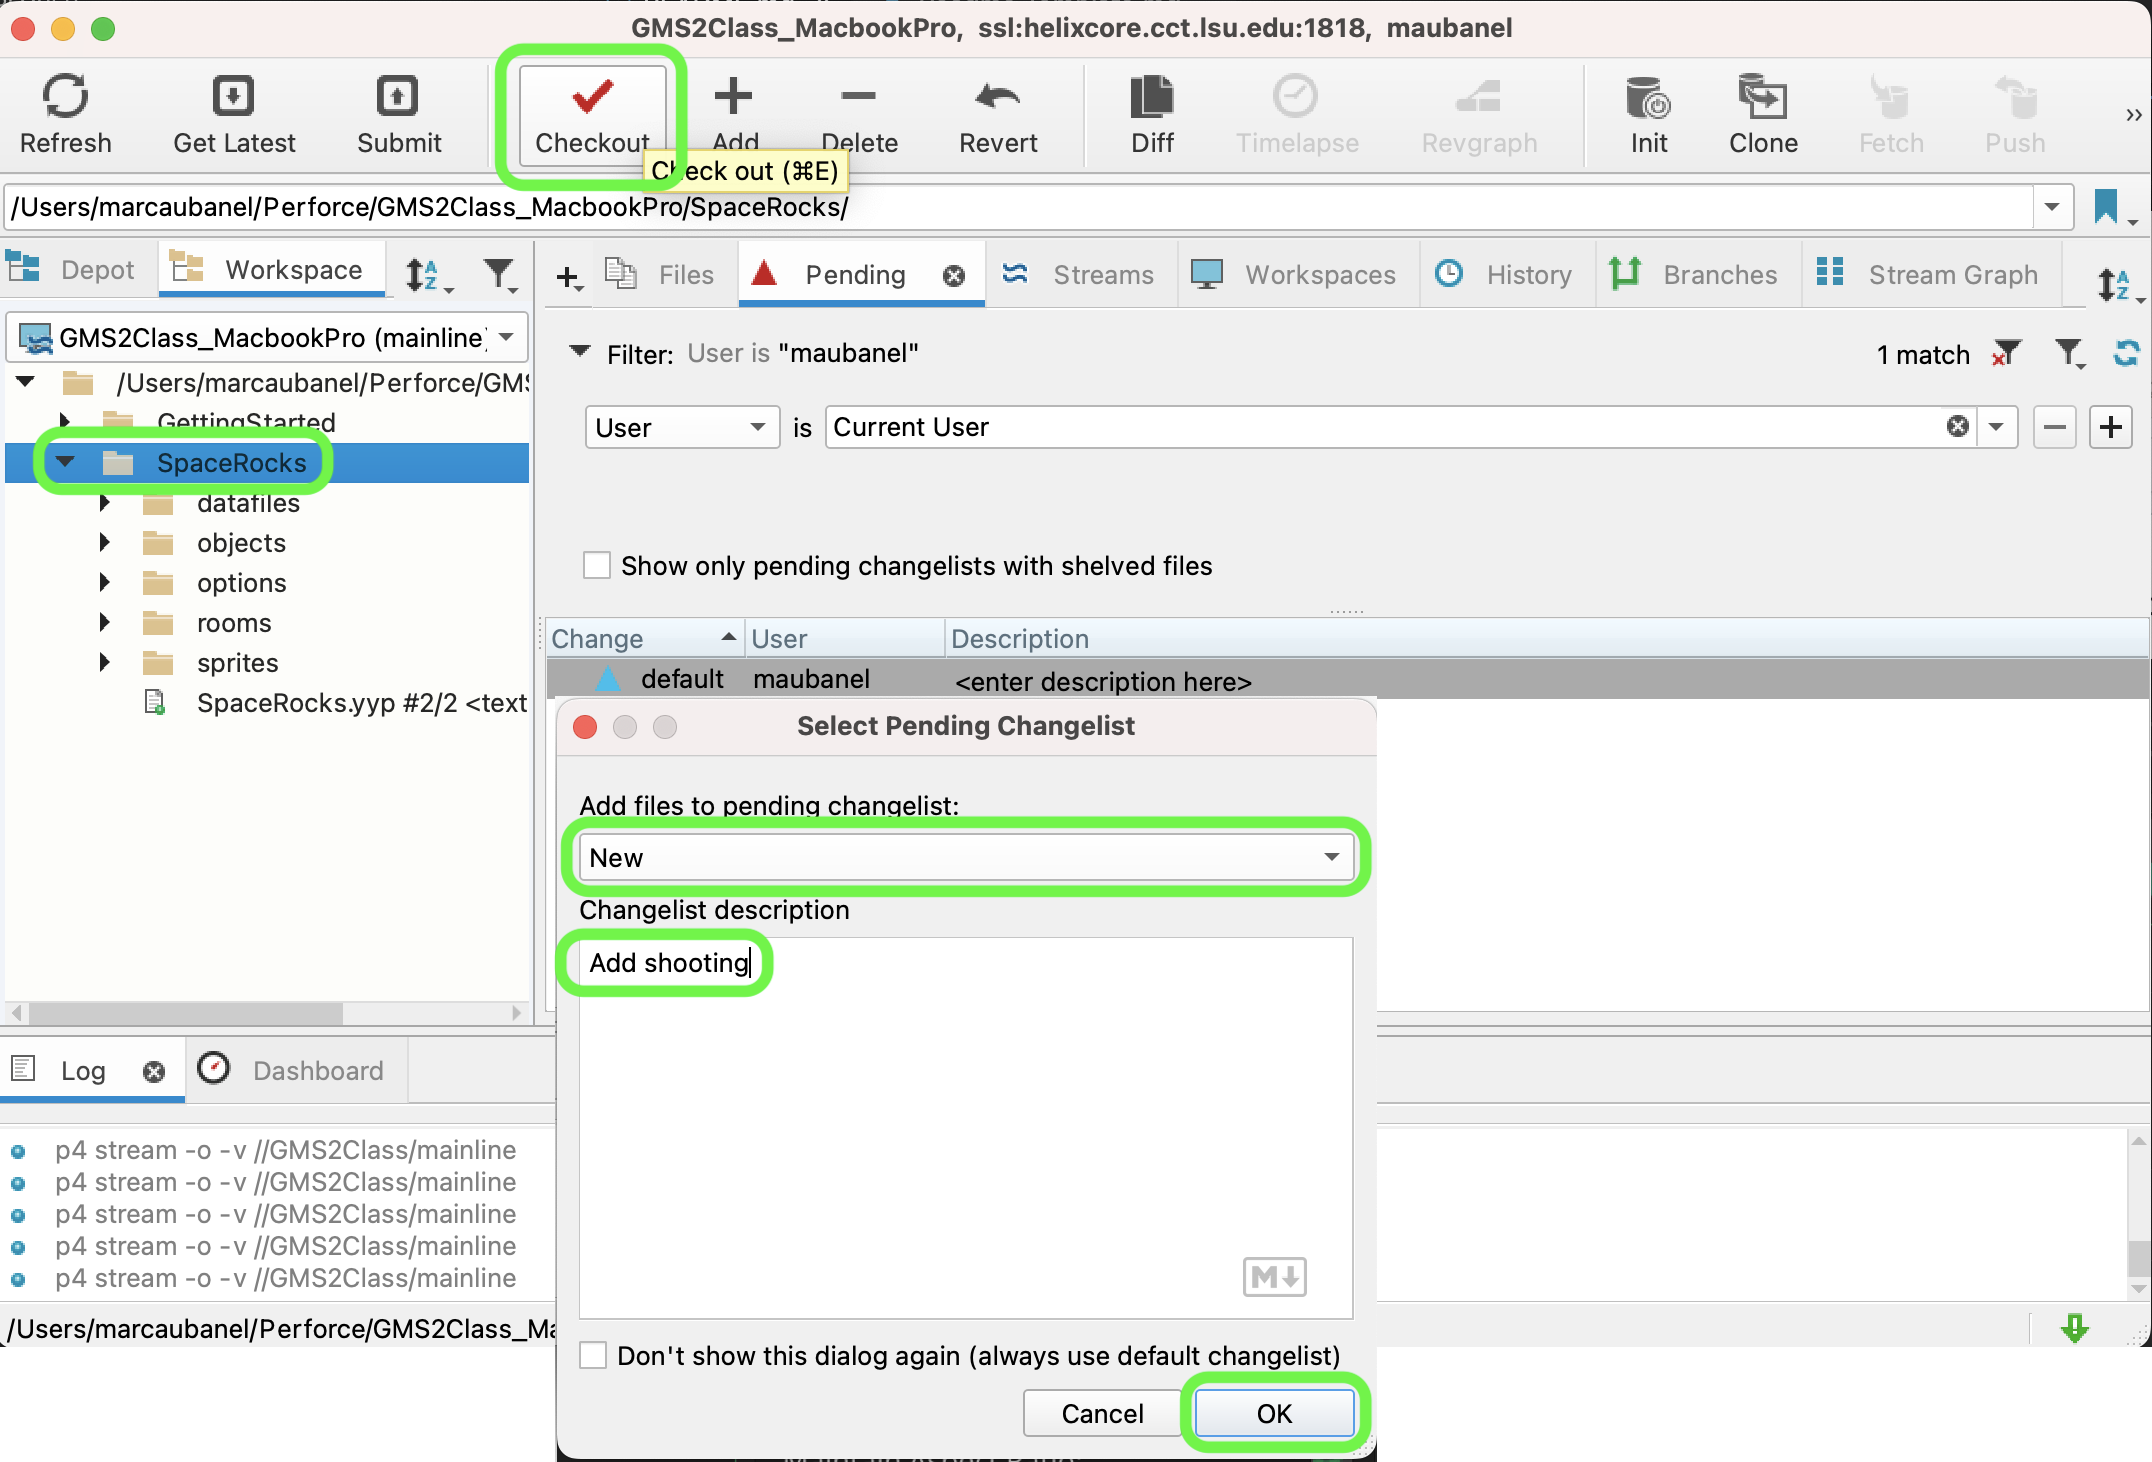 GMS2Class_MacbookPro, ssl:helixcore.cct.lsu.edu:1818, maubanel
Refresh Get Latest Submit Checkout Add Delete Revert Diff Timelapse Revgraph Init Clone Fetch Push »
Check out (⌘E)
/Users/marcaubanel/Perforce/GMS2Class_MacbookPro/SpaceRocks/
Depot Workspace Files Pending Streams Workspaces History Branches Stream Graph
GMS2Class_MacbookPro (mainline)
/Users/marcaubanel/Perforce/GMS
GettingStarted
SpaceRocks
datafiles
objects
options
rooms
sprites
SpaceRocks.yyp #2/2 <text
Filter: User is "maubanel" 1 match
User is Current User
Show only pending changelists with shelved files
Change User Description
default maubanel <enter description here>
Select Pending Changelist
Add files to pending changelist:
New
Changelist description
Add shooting
M
Don't show this dialog again (always use default changelist)
Cancel OK
Log Dashboard
p4 stream -o -v //GMS2Class/mainline
p4 stream -o -v //GMS2Class/mainline
p4 stream -o -v //GMS2Class/mainline
p4 stream -o -v //GMS2Class/mainline
p4 stream -o -v //GMS2Class/mainline
/Users/marcaubanel/Perforce/GMS2Class_Ma